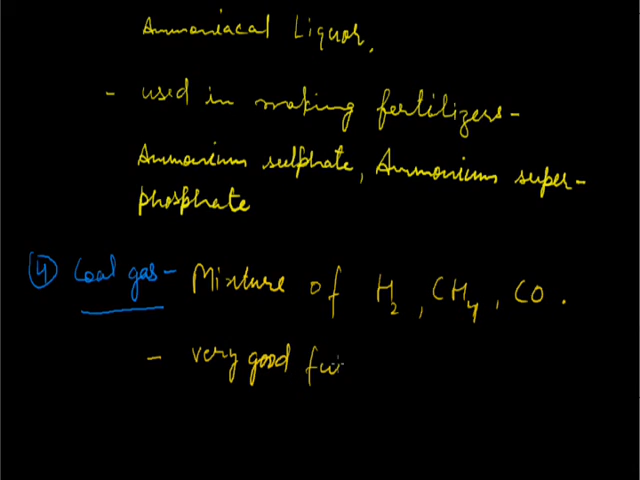 Ammoniacal Liquor.
- used in making fertilizers-
Ammonium sulphate, Ammonium super-
phosphate
4 Coal gas - Mixture of H2, CH4, CO.
- very good